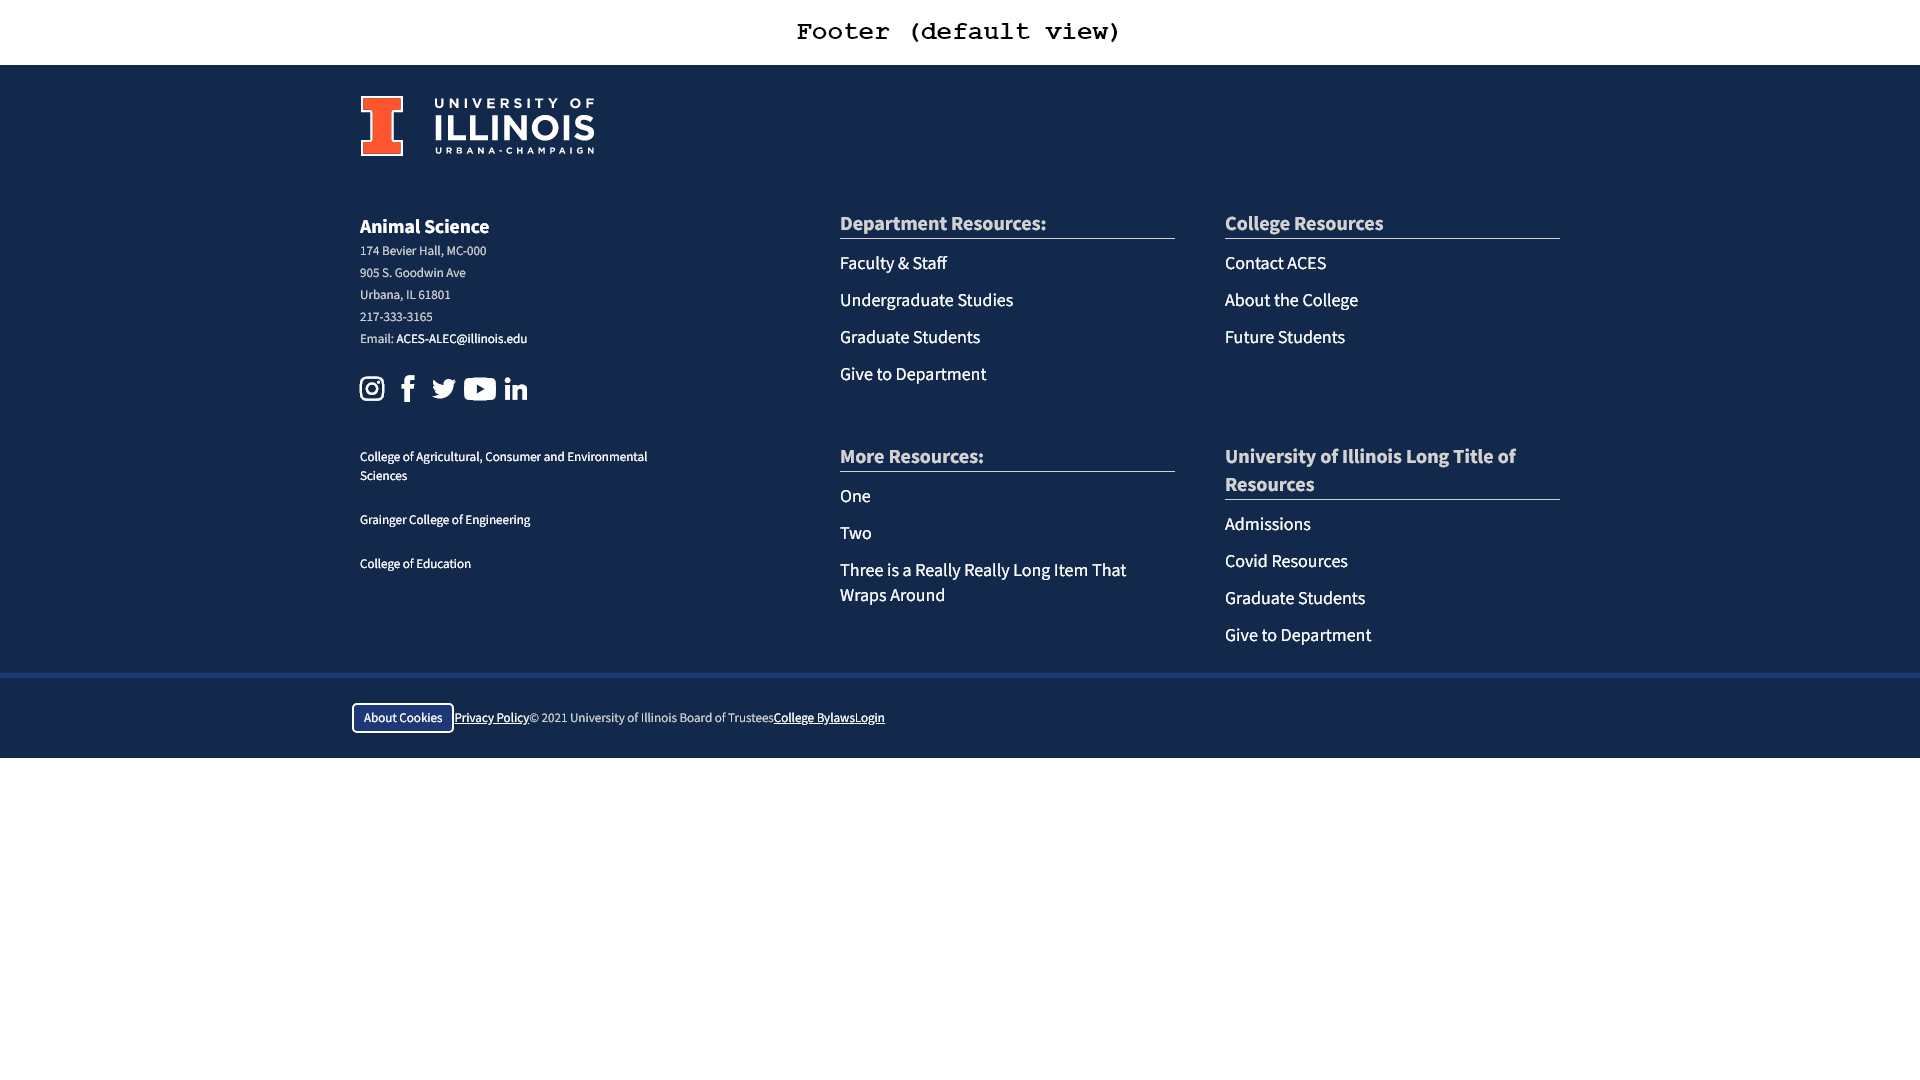 Footer (default view)
UNIVERSITY OF
ILLINOIS
URBANA-CHAMPAIGN
Animal Science
174 Bevier Hall, MC-000
905 S. Goodwin Ave
Urbana, IL 61801
217-333-3165
Email: ACES-ALEC@illinois.edu
College of Agricultural, Consumer and Environmental
Sciences
Grainger College of Engineering
College of Education
Department Resources:
Faculty & Staff
Undergraduate Studies
Graduate Students
Give to Department
College Resources
Contact ACES
About the College
Future Students
More Resources:
One
Two
Three is a Really Really Long Item That
Wraps Around
University of Illinois Long Title of
Resources
Admissions
Covid Resources
Graduate Students
Give to Department
About Cookies Privacy Policy© 2021 University of Illinois Board of TrusteesCollege BylawsLogin